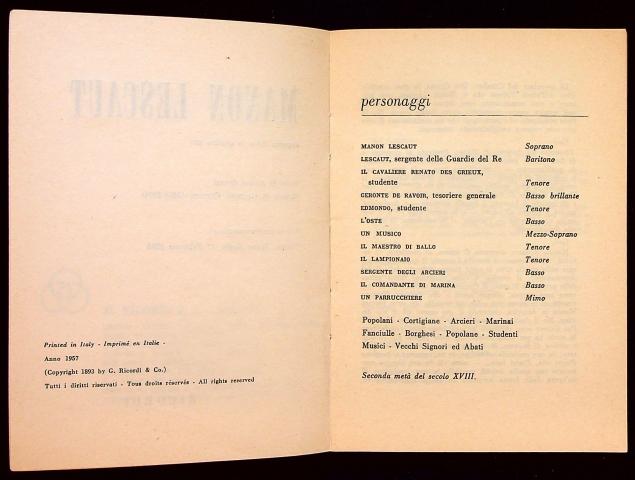 Printed in Italy - Imprimé en Italie -
Anno 1957
(Copyright 1893 by G. Ricordi & Co.)
Tutti i diritti riservati - Tous droits réservés - All rights reserved
personaggi
MANON LESCAUT Soprano
LESCAUT, sergente delle Guardie del Re Baritono
IL CAVALIERE RENATO DES GRIEUX,
studente Tenore
GERONTE DE RAVOIR, tesoriere generale Basso brillante
EDMONDO, studente Tenore
L'OSTE Basso
UN MUSICO Mezzo-Soprano
IL MAESTRO DI BALLO Tenore
IL LAMPIONAIO Tenore
SERGENTE DEGLI ARCIERI Basso
IL COMANDANTE DI MARINA Basso
UN PARRUCCHIERE Mimo
Popolani - Cortigiane - Arcieri - Marinai
Fanciulle - Borghesi - Popolane - Studenti
Musici - Vecchi Signori ed Abati
Seconda metà del secolo XVIII.